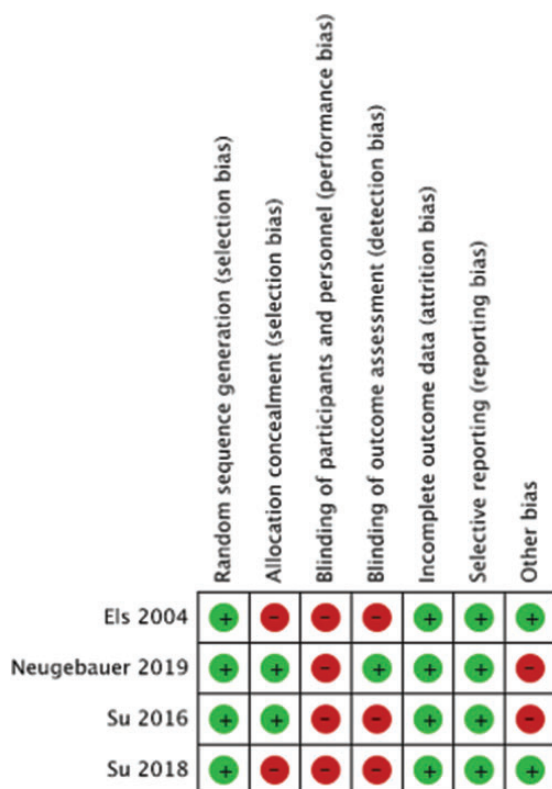 Random sequence generation (selection bias)
Allocation concealment (selection bias)
Blinding of participants and personnel (performance bias)
Blinding of outcome assessment (detection bias)
Incomplete outcome data (attrition bias)
Selective reporting (reporting bias)
Other bias
Els 2004 + - - - + + +
Neugebauer 2019 + + - + + + -
Su 2016 + + - - + + -
Su 2018 + - - - + + +